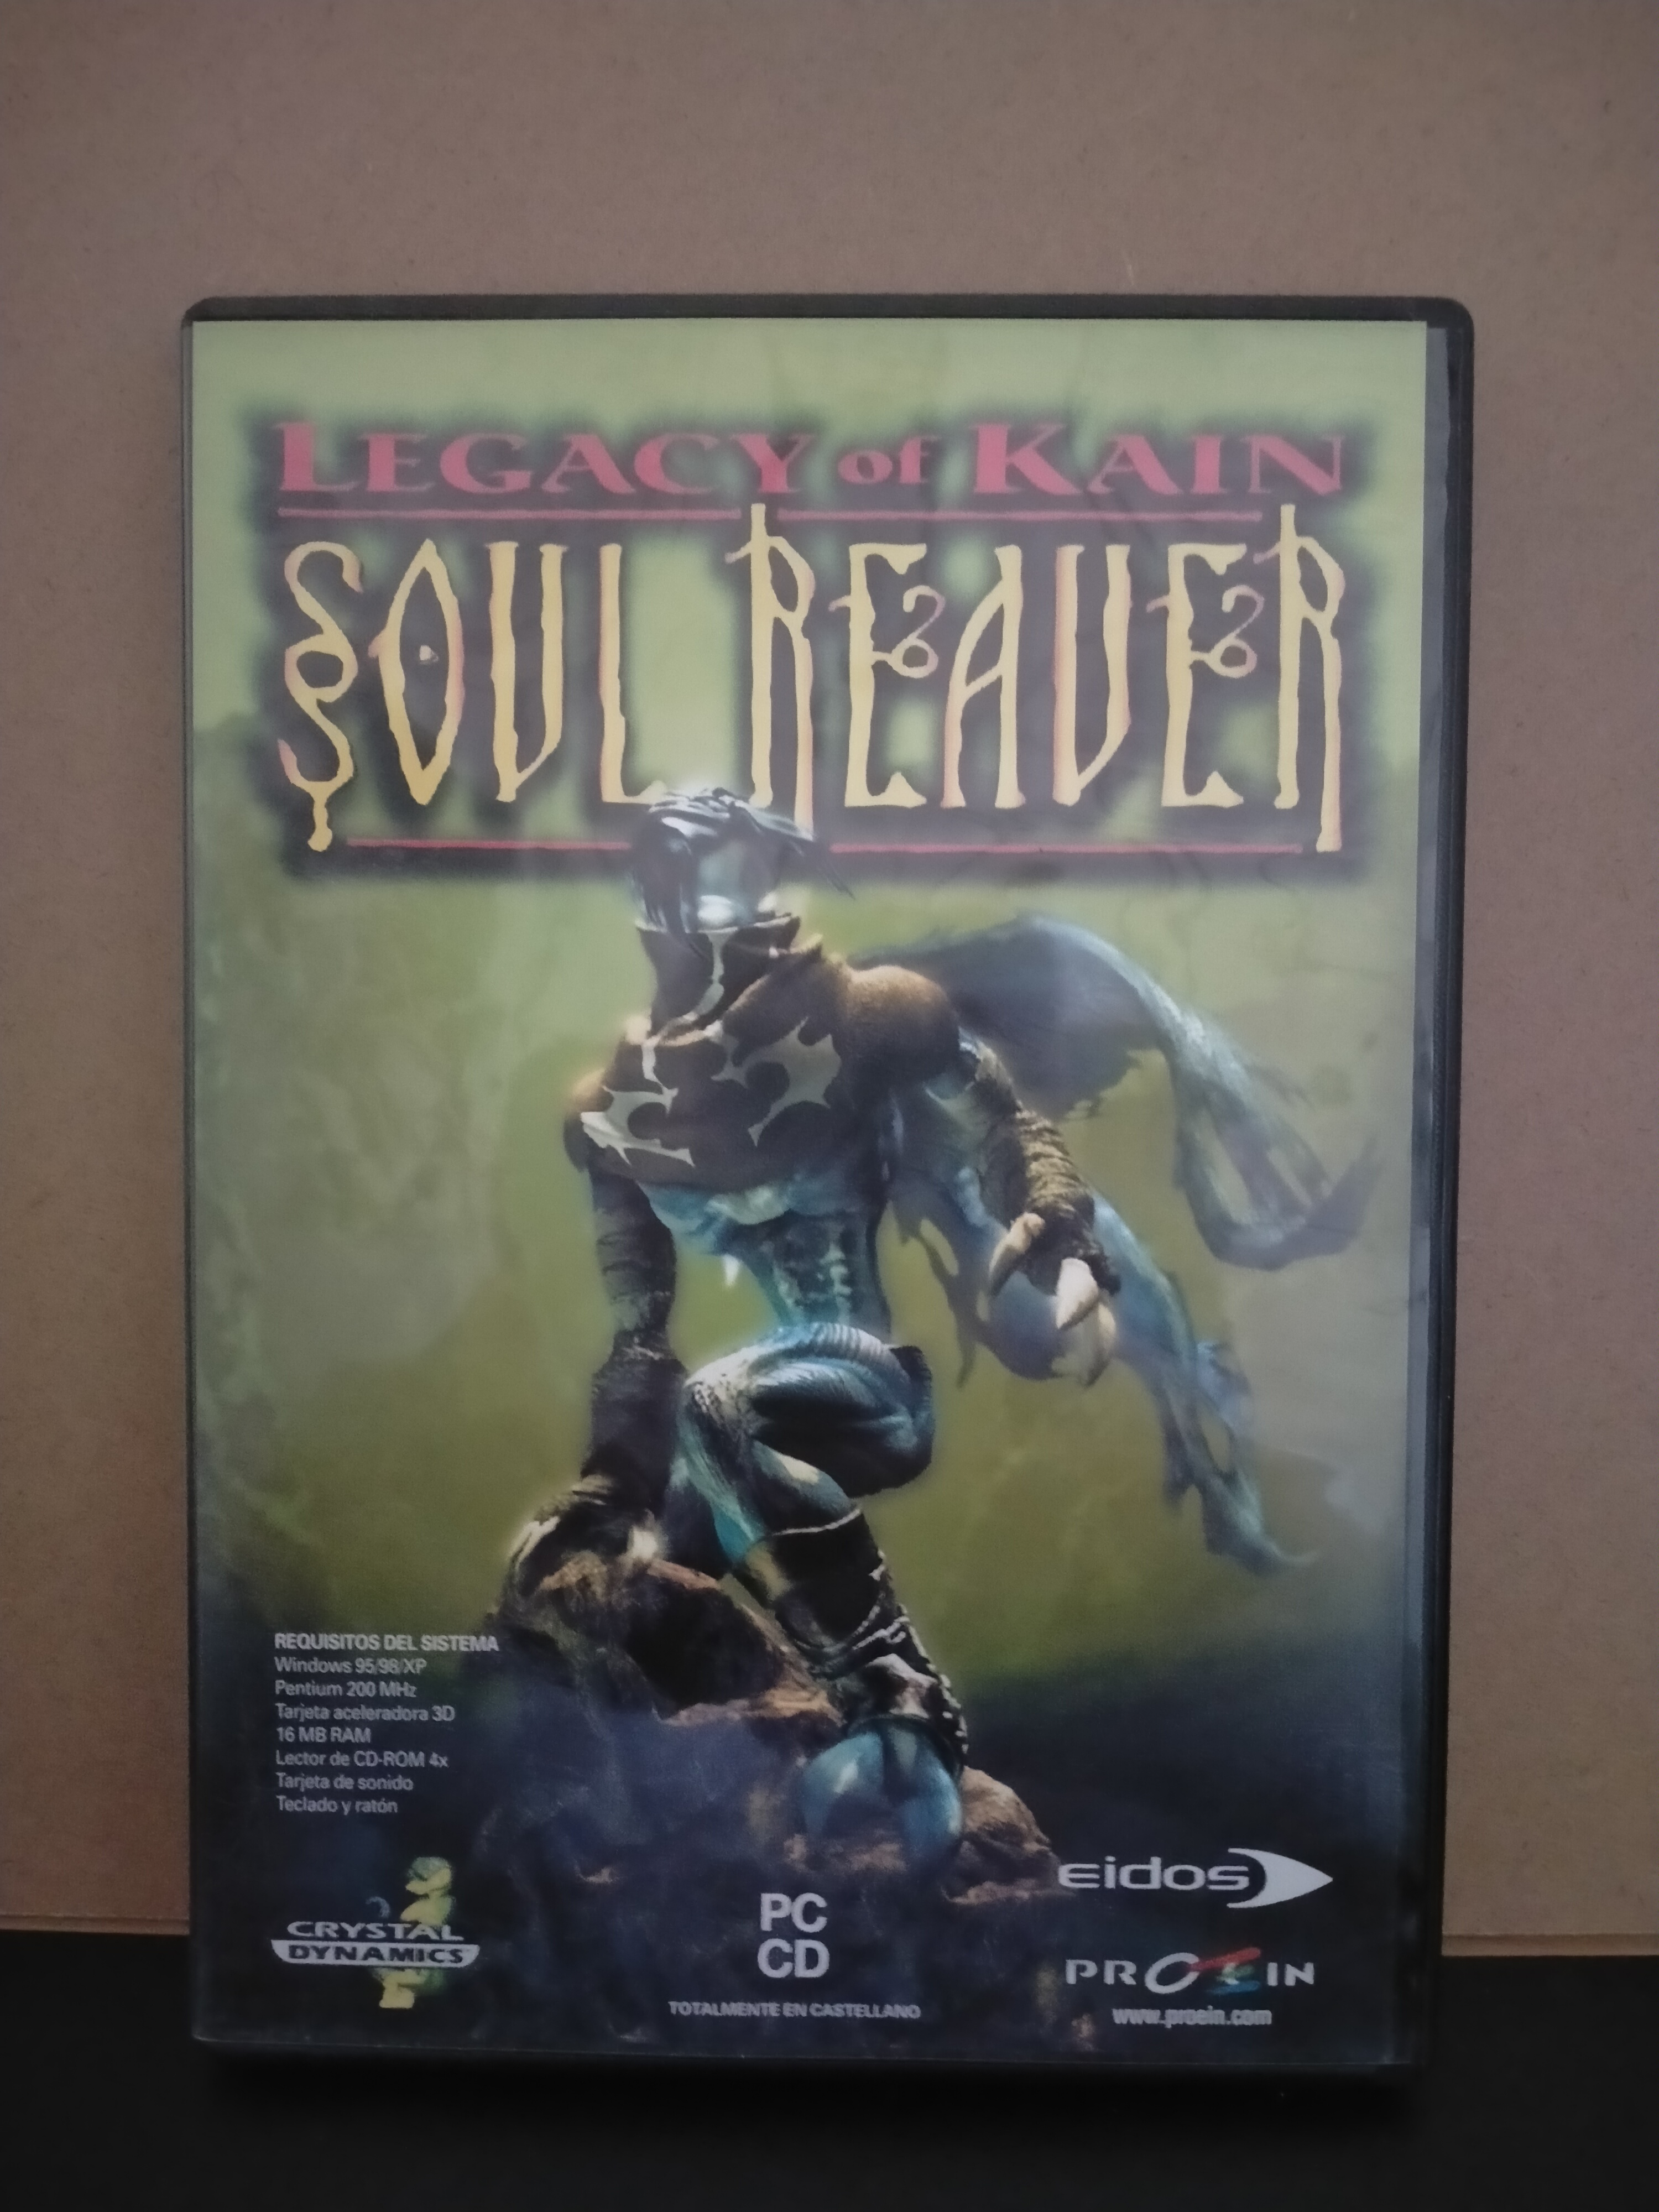 LEGACY of KAIN
SOUL REAVER
REQUISITOS DEL SISTEMA
Windows 95/98/XP
Pentium 200 MHz
Tarjeta aceleradora 3D
16 MB RAM
Lector de CD-ROM 4x
Tarjeta de sonido
Teclado y ratón
CRYSTAL
DYNAMICS
PC
CD
TOTALMENTE EN CASTELLANO
eidos
PROEIN
www.proein.com